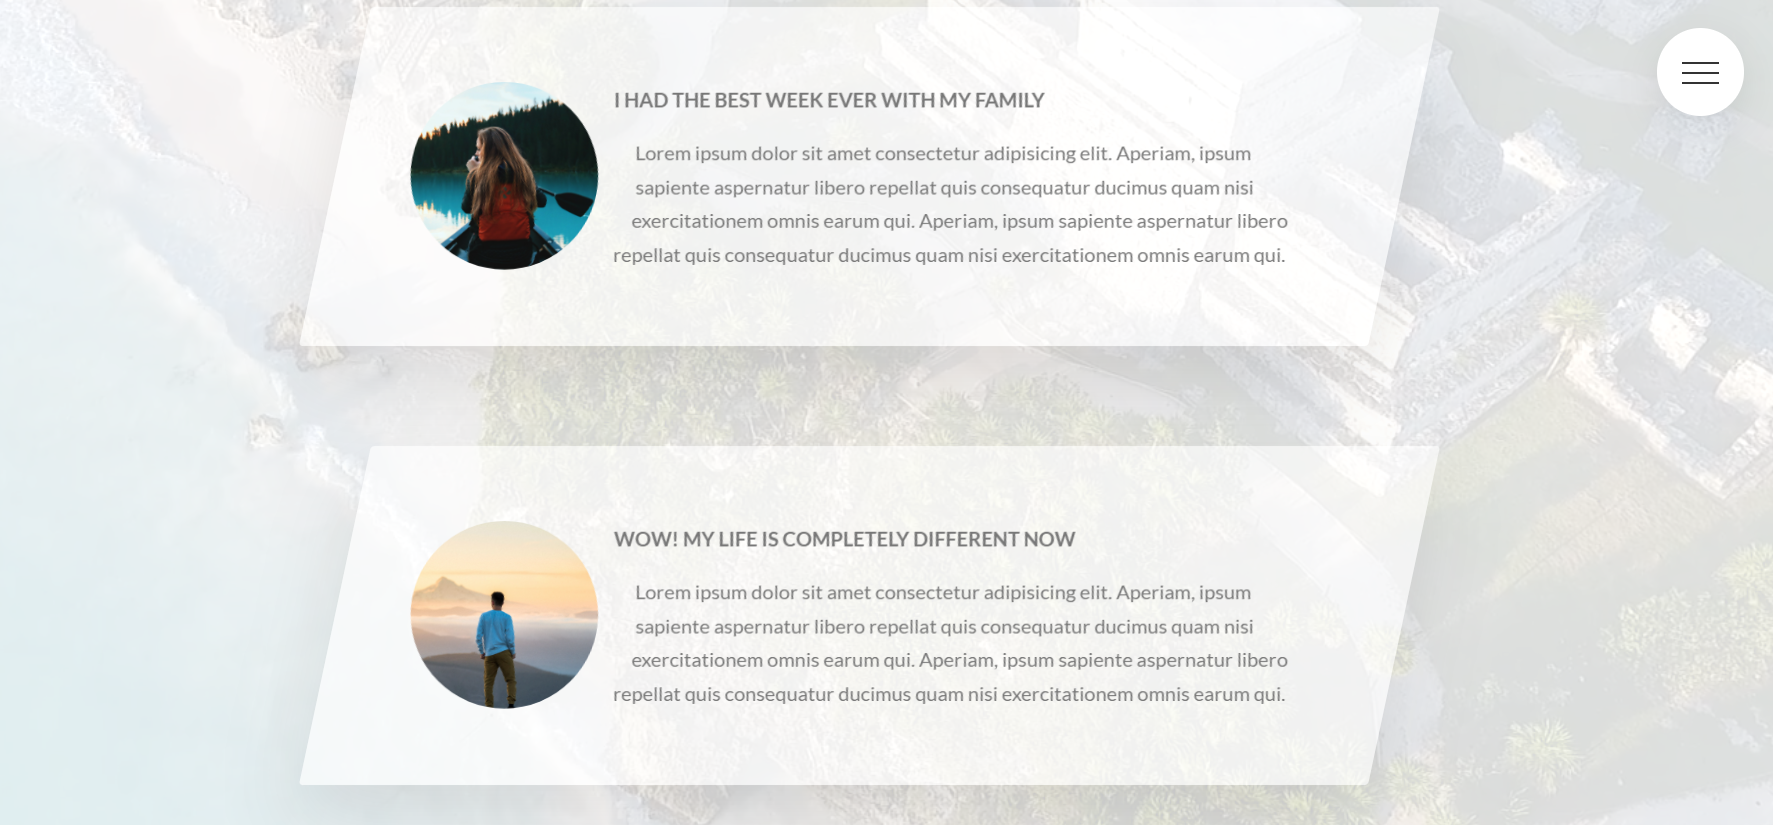 I HAD THE BEST WEEK EVER WITH MY FAMILY
Lorem ipsum dolor sit amet consectetur adipisicing elit. Aperiam, ipsum
sapiente aspernatur libero repellat quis consequatur ducimus quam nisi
exercitationem omnis earum qui. Aperiam, ipsum sapiente aspernatur libero
repellat quis consequatur ducimus quam nisi exercitationem omnis earum qui.
WOW! MY LIFE IS COMPLETELY DIFFERENT NOW
Lorem ipsum dolor sit amet consectetur adipisicing elit. Aperiam, ipsum
sapiente aspernatur libero repellat quis consequatur ducimus quam nisi
exercitationem omnis earum qui. Aperiam, ipsum sapiente aspernatur libero
repellat quis consequatur ducimus quam nisi exercitationem omnis earum qui.